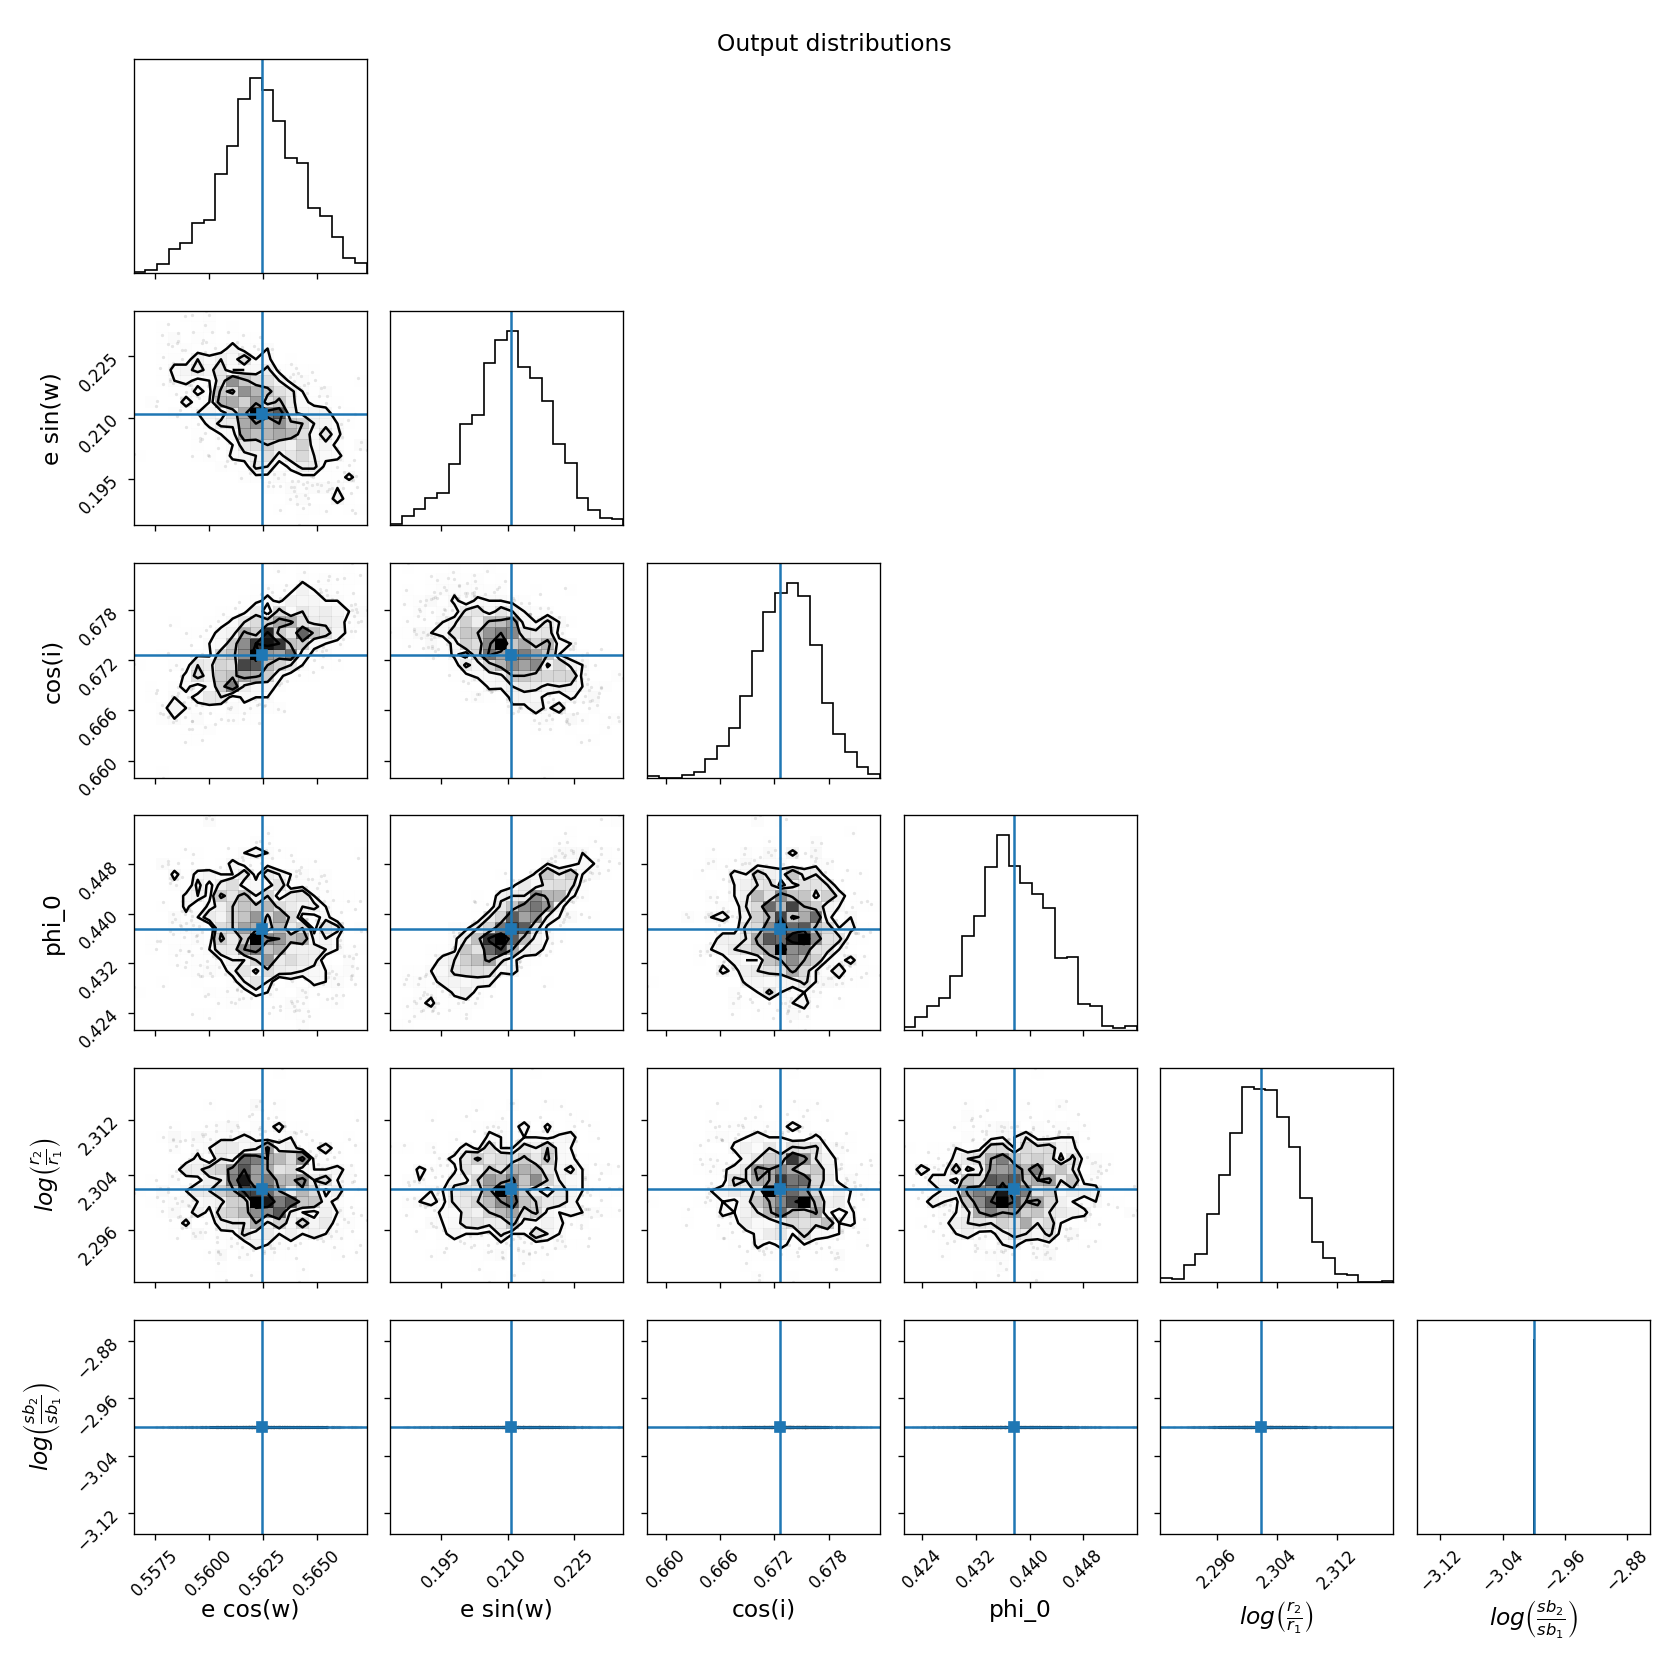 Output distributions
e sin(w)
0.225
0.210
0.195
cos(i)
0.678
0.672
0.666
0.660
phi_0
0.448
0.440
0.432
0.424
log(r₂/r₁)
2.312
2.304
2.296
log(sb₂/sb₁)
−2.88
−2.96
−3.04
−3.12
0.5575 0.5600 0.5625 0.5650 0.195 0.210 0.225 0.660 0.666 0.672 0.678 0.424 0.432 0.440 0.448 2.296 2.304 2.312 −3.12 −3.04 −2.96 −2.88
e cos(w) e sin(w) cos(i) phi_0 log(r₂/r₁) log(sb₂/sb₁)